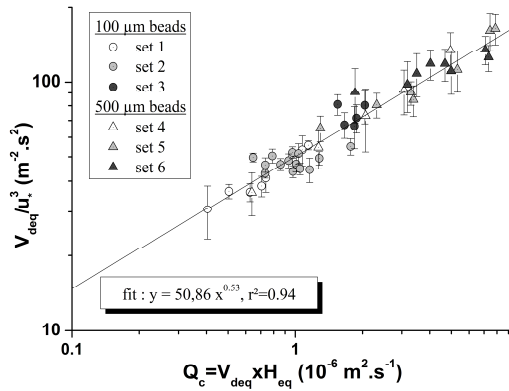 100 µm beads
set 1
set 2
set 3
500 µm beads
set 4
set 5
set 6
100
10
V_deq/u_*^3 (m^-2.s^2)
fit : y = 50,86 x^0.53, r²=0.94
0.1
1
Q_c=V_deq x H_eq (10^-6 m^2.s^-1)